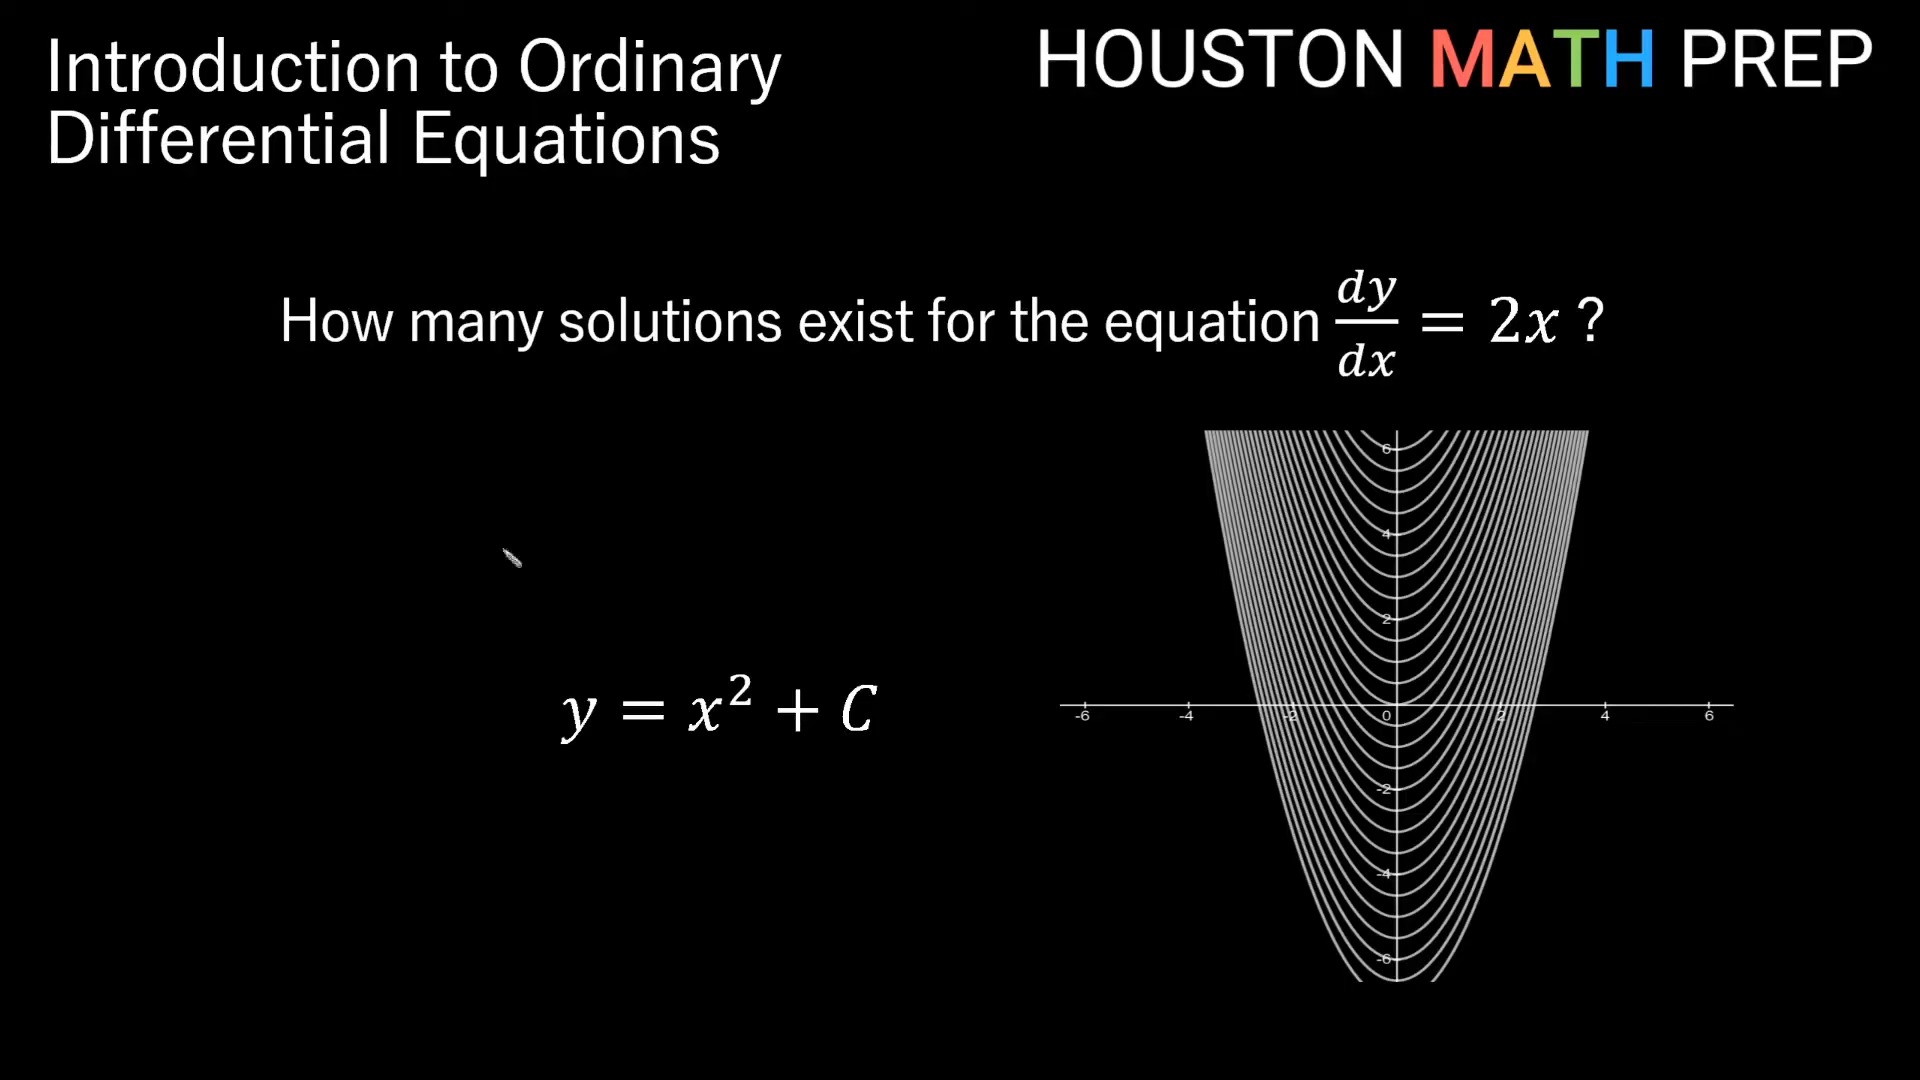 Introduction to Ordinary
Differential Equations
HOUSTON MATH PREP
How many solutions exist for the equation dy/dx = 2x ?
y = x² + C
6
4
2
-6 -4 -2 0 2 4 6
-2
-4
-6